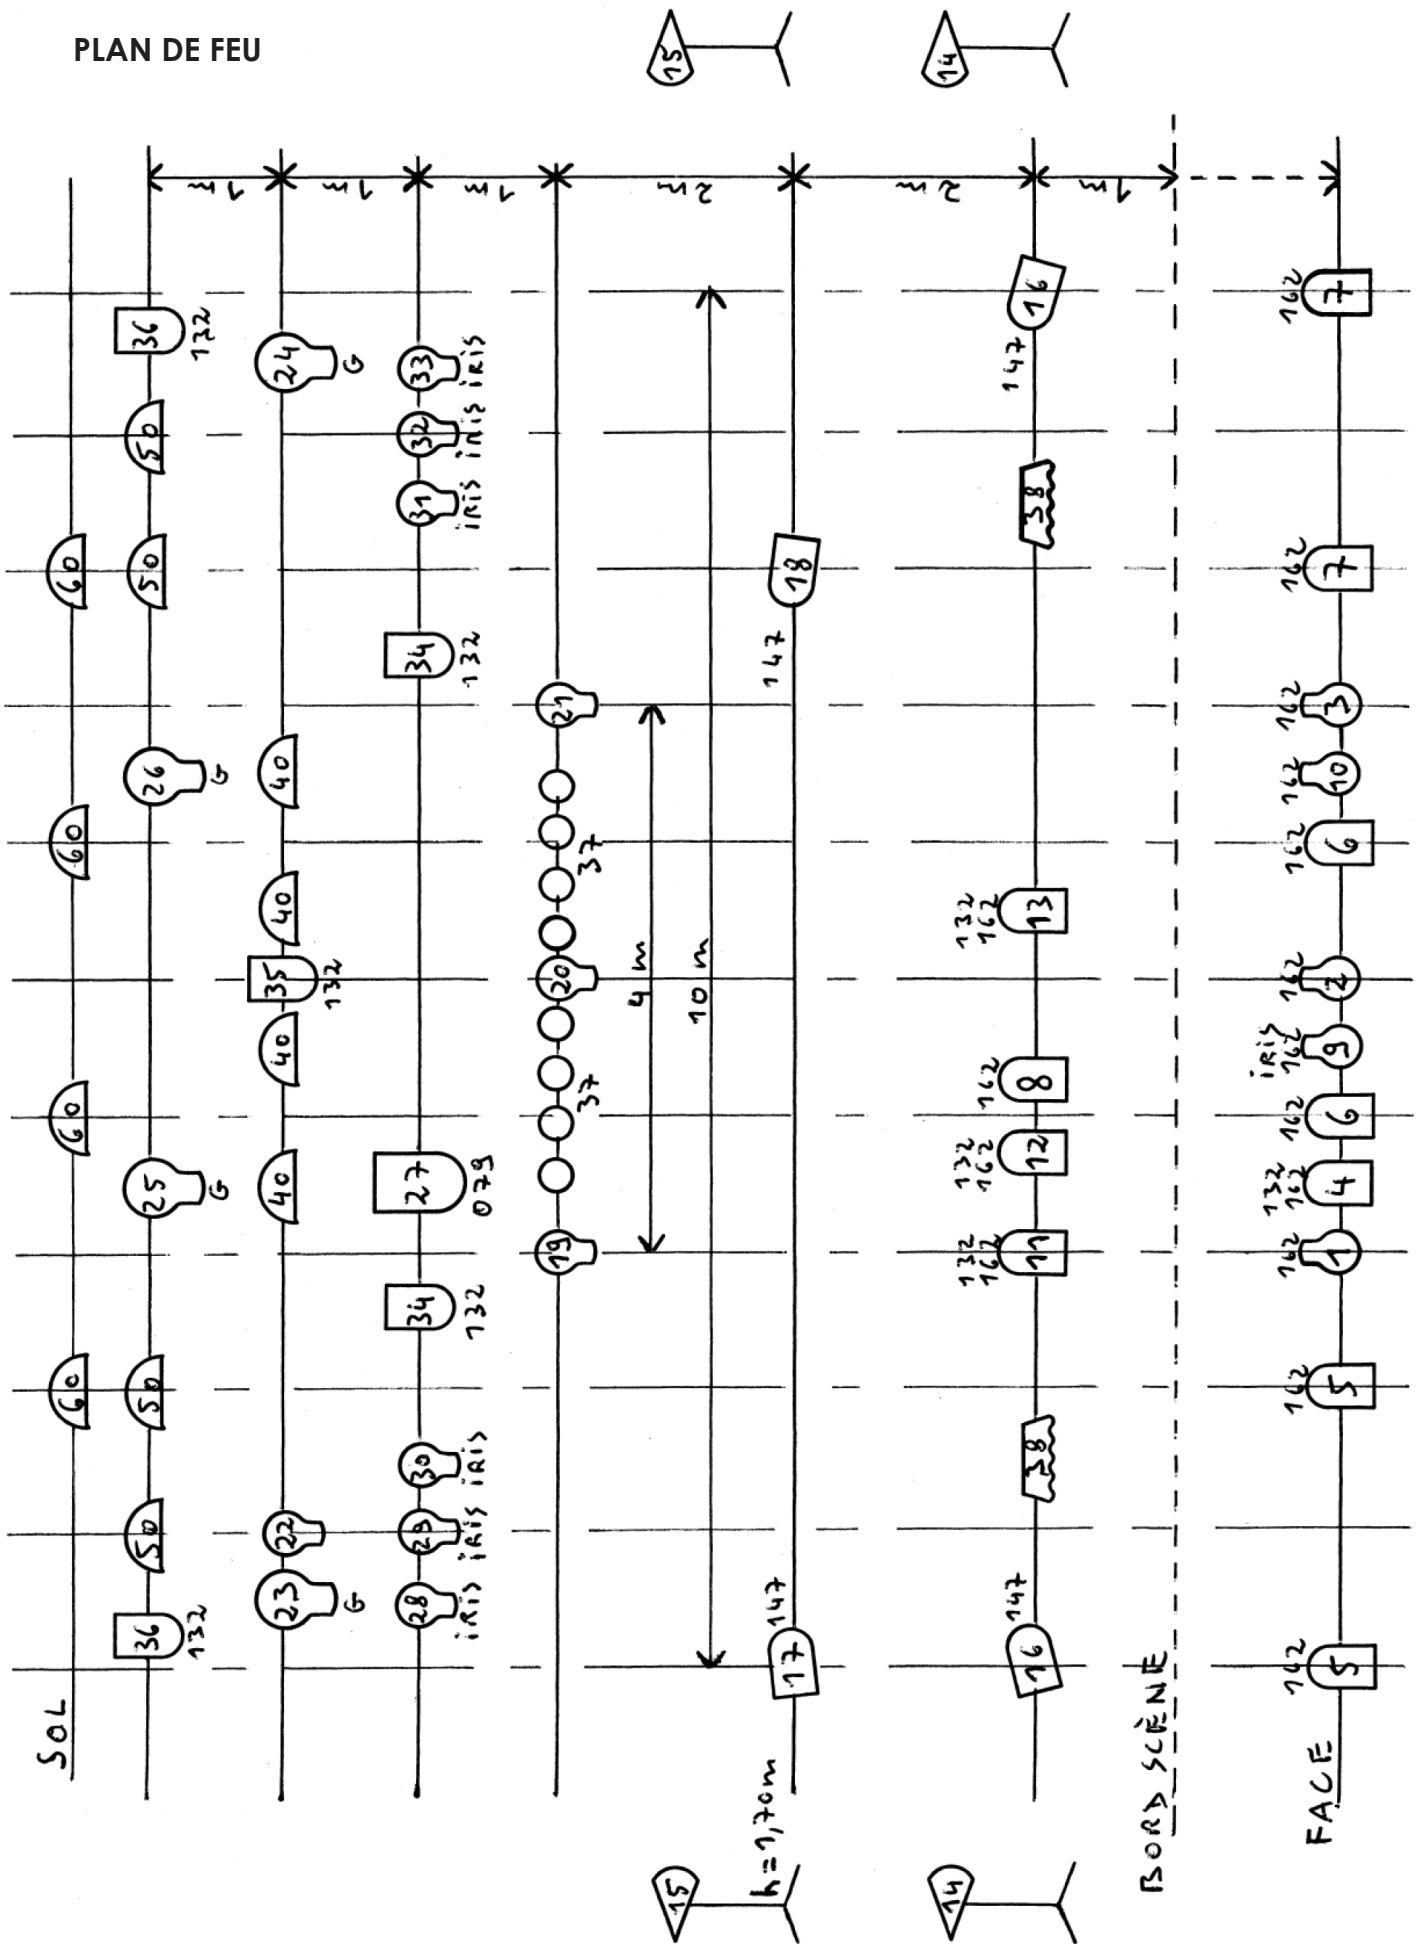 PLAN DE FEU
SOL 60 60 60 60
36 50 50 25 26 50 50 36
132 G G 132
1m
23 22 40 40 35 40 40 24
G 132 G
1m
28 29 30 34 27 34 31 32 33
iRiS iRiS iRiS 132 079 132 iRiS iRiS iRiS
1m
19 20 21
37 37
4 m
15 15
2m
10 m
h=1,70m 147 147
17 18
14 14
2m
132 132 132
147 162 162 162 162 147
16 38 11 12 8 13 38 16
1m
BORD SCÈNE
132 iRiS
162 162 162 162 162 162 162 162 162 162 162 162
FACE 5 5 1 4 6 9 2 6 10 3 7 7